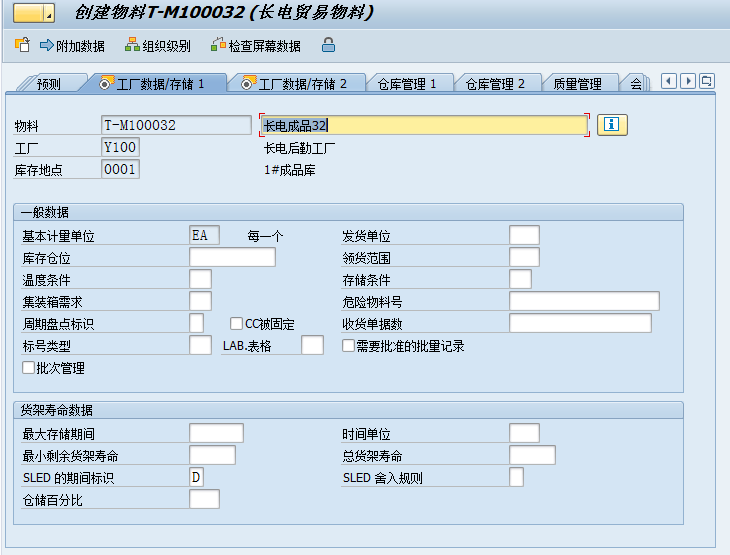 创建物料T-M100032 (长电贸易物料)
附加数据 组织级别 检查屏幕数据
预测 工厂数据/存储 1 工厂数据/存储 2 仓库管理 1 仓库管理 2 质量管理 会
物料 T-M100032 长电成品32
工厂 Y100 长电后勤工厂
库存地点 0001 1#成品库
一般数据
基本计量单位 EA 每一个 发货单位
库存仓位 领货范围
温度条件 存储条件
集装箱需求 危险物料号
周期盘点标识 CC被固定 收货单据数
标号类型 LAB.表格 需要批准的批量记录
批次管理
货架寿命数据
最大存储期间 时间单位
最小剩余货架寿命 总货架寿命
SLED 的期间标识 D SLED 舍入规则
仓储百分比